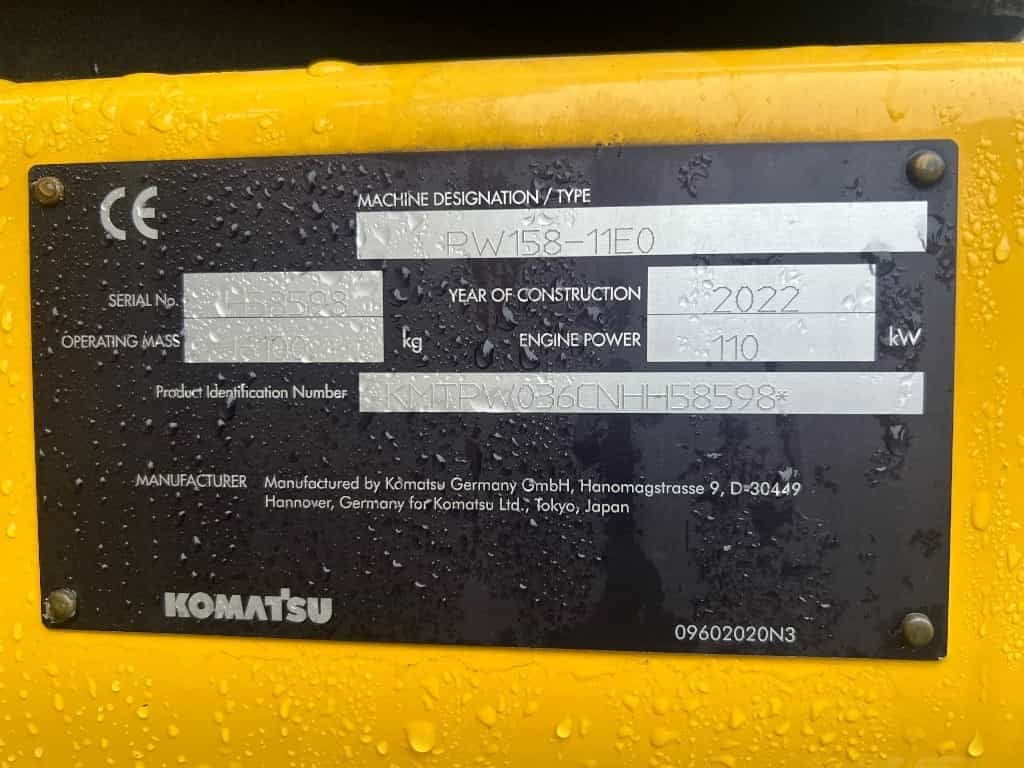 CE
MACHINE DESIGNATION / TYPE
PW158-11E0
SERIAL No. H58598
YEAR OF CONSTRUCTION 2022
OPERATING MASS kg
ENGINE POWER 110 kW
Product Identification Number *KMTPW036CNHH58598*
MANUFACTURER Manufactured by Komatsu Germany GmbH, Hanomagstrasse 9, D-30449
Hannover, Germany for Komatsu Ltd., Tokyo, Japan
KOMATSU
09602020N3